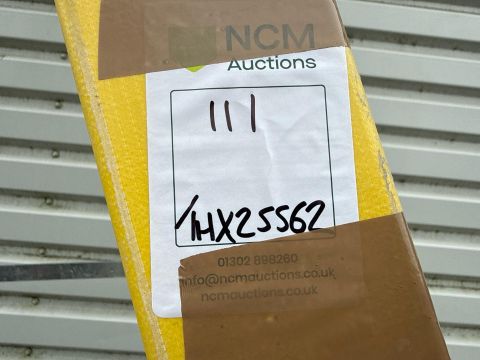 NCM
Auctions
111
/1HX25562
01302 898260
info@ncmauctions.co.uk
ncmauctions.co.uk